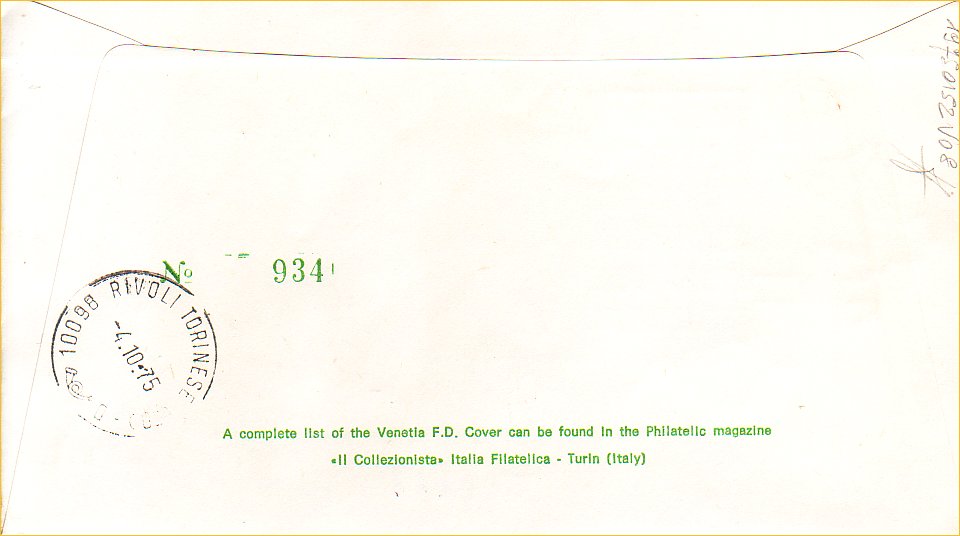 No 934
10098 RIVOLI TORINESE
-4.10.75
A complete list of the Venetia F.D. Cover can be found in the Philatelic magazine
«Il Collezionista» Italia Filatelica - Turin (Italy)